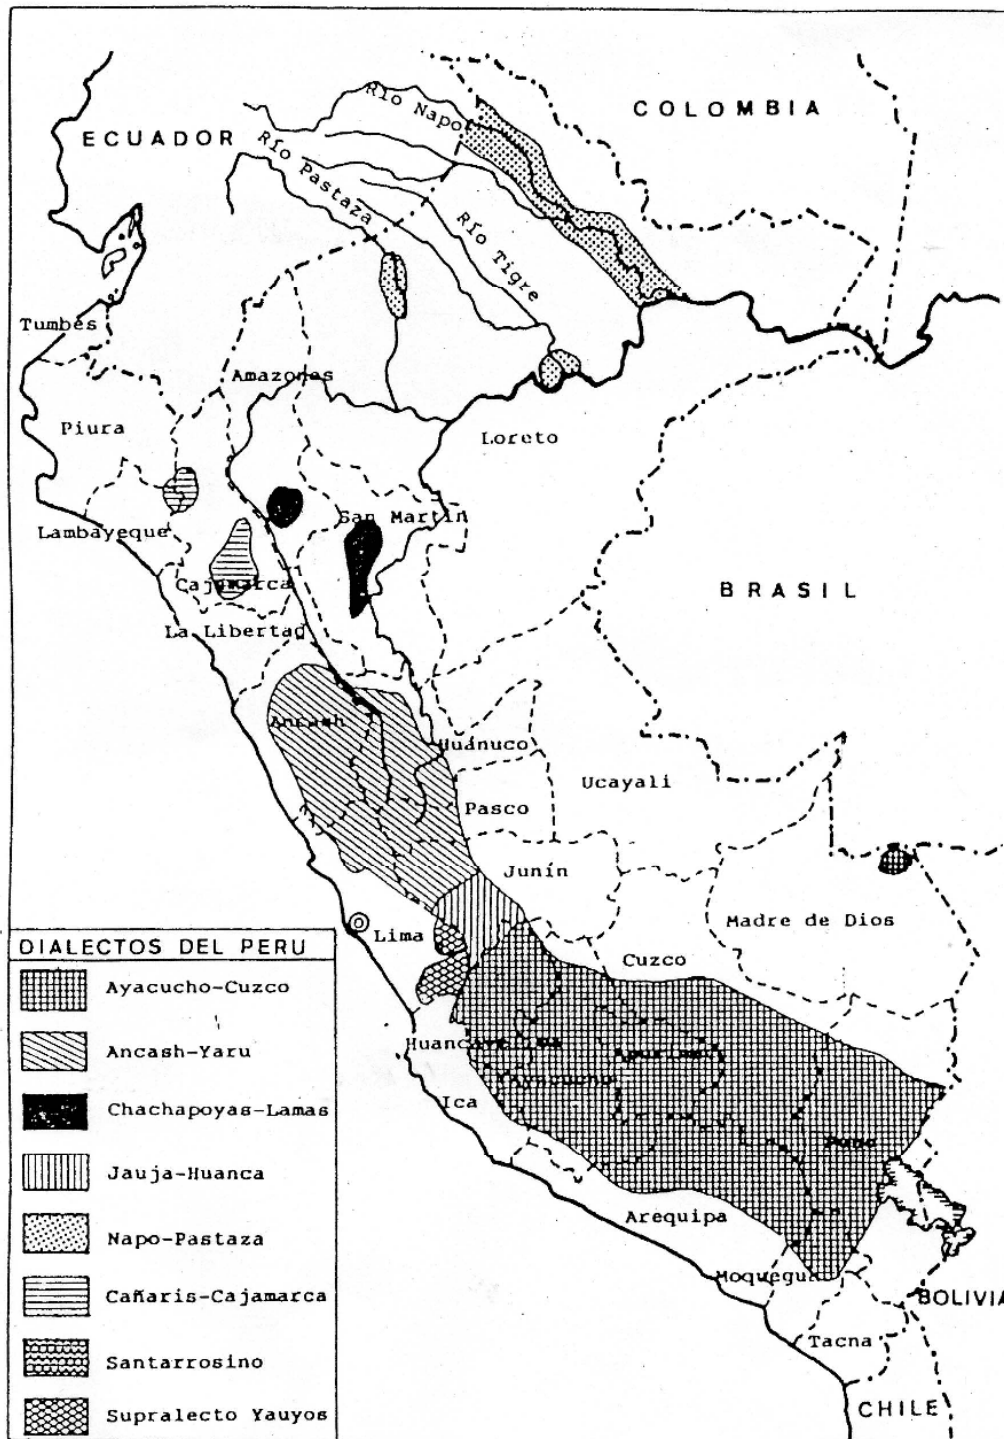 COLOMBIA
Río Napo
ECUADOR
Río Pastaza
Río Tigre
Tumbes
Amazonas
Piura
Loreto
San Martín
Lambayeque
Cajamarca
BRASIL
La Libertad
Ancash
Huánuco
Ucayali
Pasco
Junín
Madre de Dios
Lima
Cuzco
DIALECTOS DEL PERU
Ayacucho-Cuzco
Ancash-Yaru
Chachapoyas-Lamas
Jauja-Huanca
Napo-Pastaza
Cañaris-Cajamarca
Santarrosino
Supralecto Yauyos
Huancavelica
Apurímac
Ayacucho
Ica
Puno
Arequipa
Moquegua
BOLIVIA
Tacna
CHILE